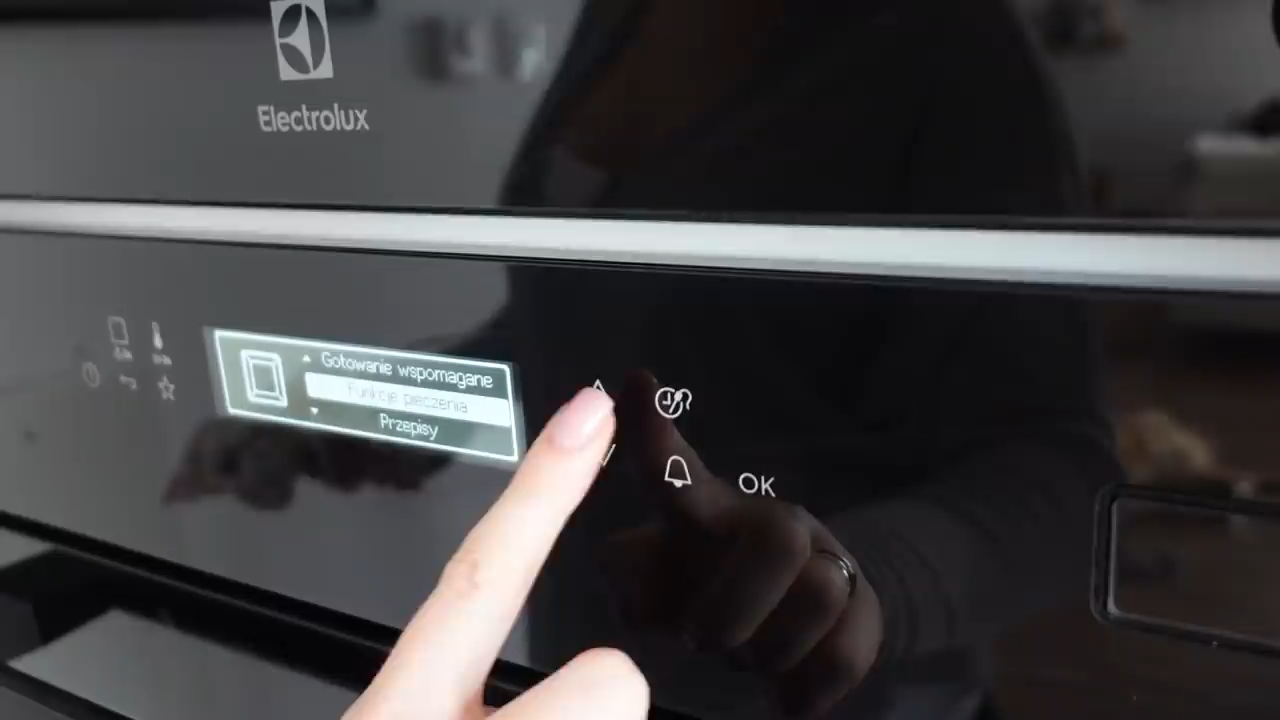 Electrolux
Gotowanie wspomagane
Funkcje pieczenia
Przepisy
OK